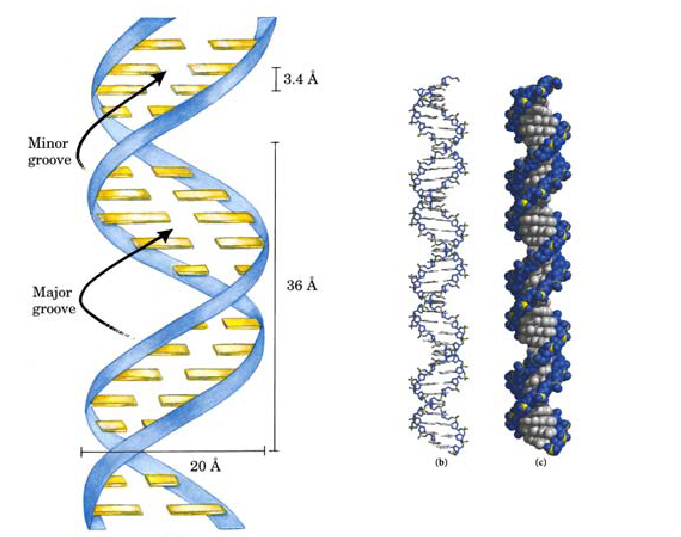 3.4 Å
Minor
groove
36 Å
Major
groove
20 Å
(b)
(c)